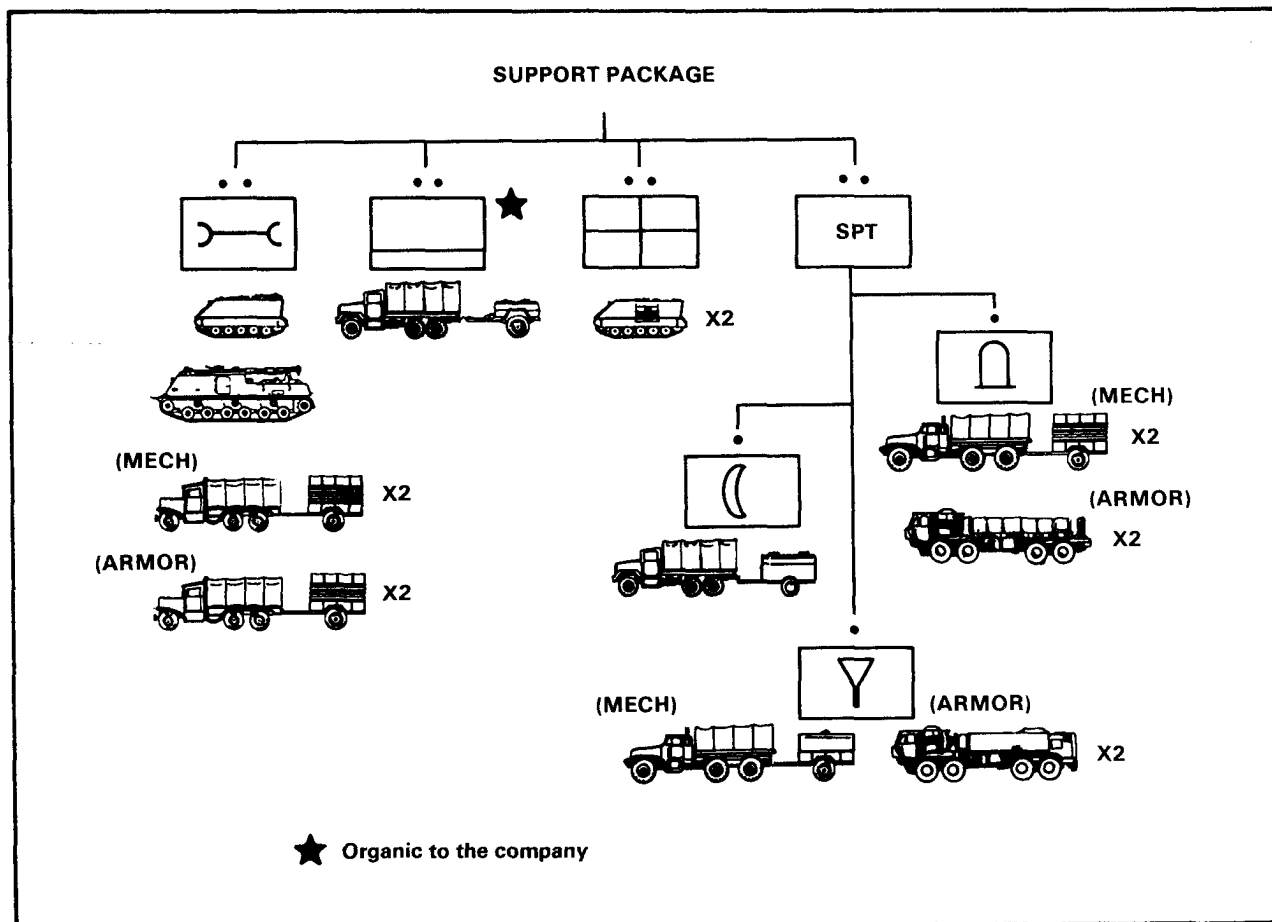 SUPPORT PACKAGE
SPT
X2
(MECH)
X2
(ARMOR)
X2
(MECH)
X2
(ARMOR)
X2
(MECH)
(ARMOR)
X2
Organic to the company